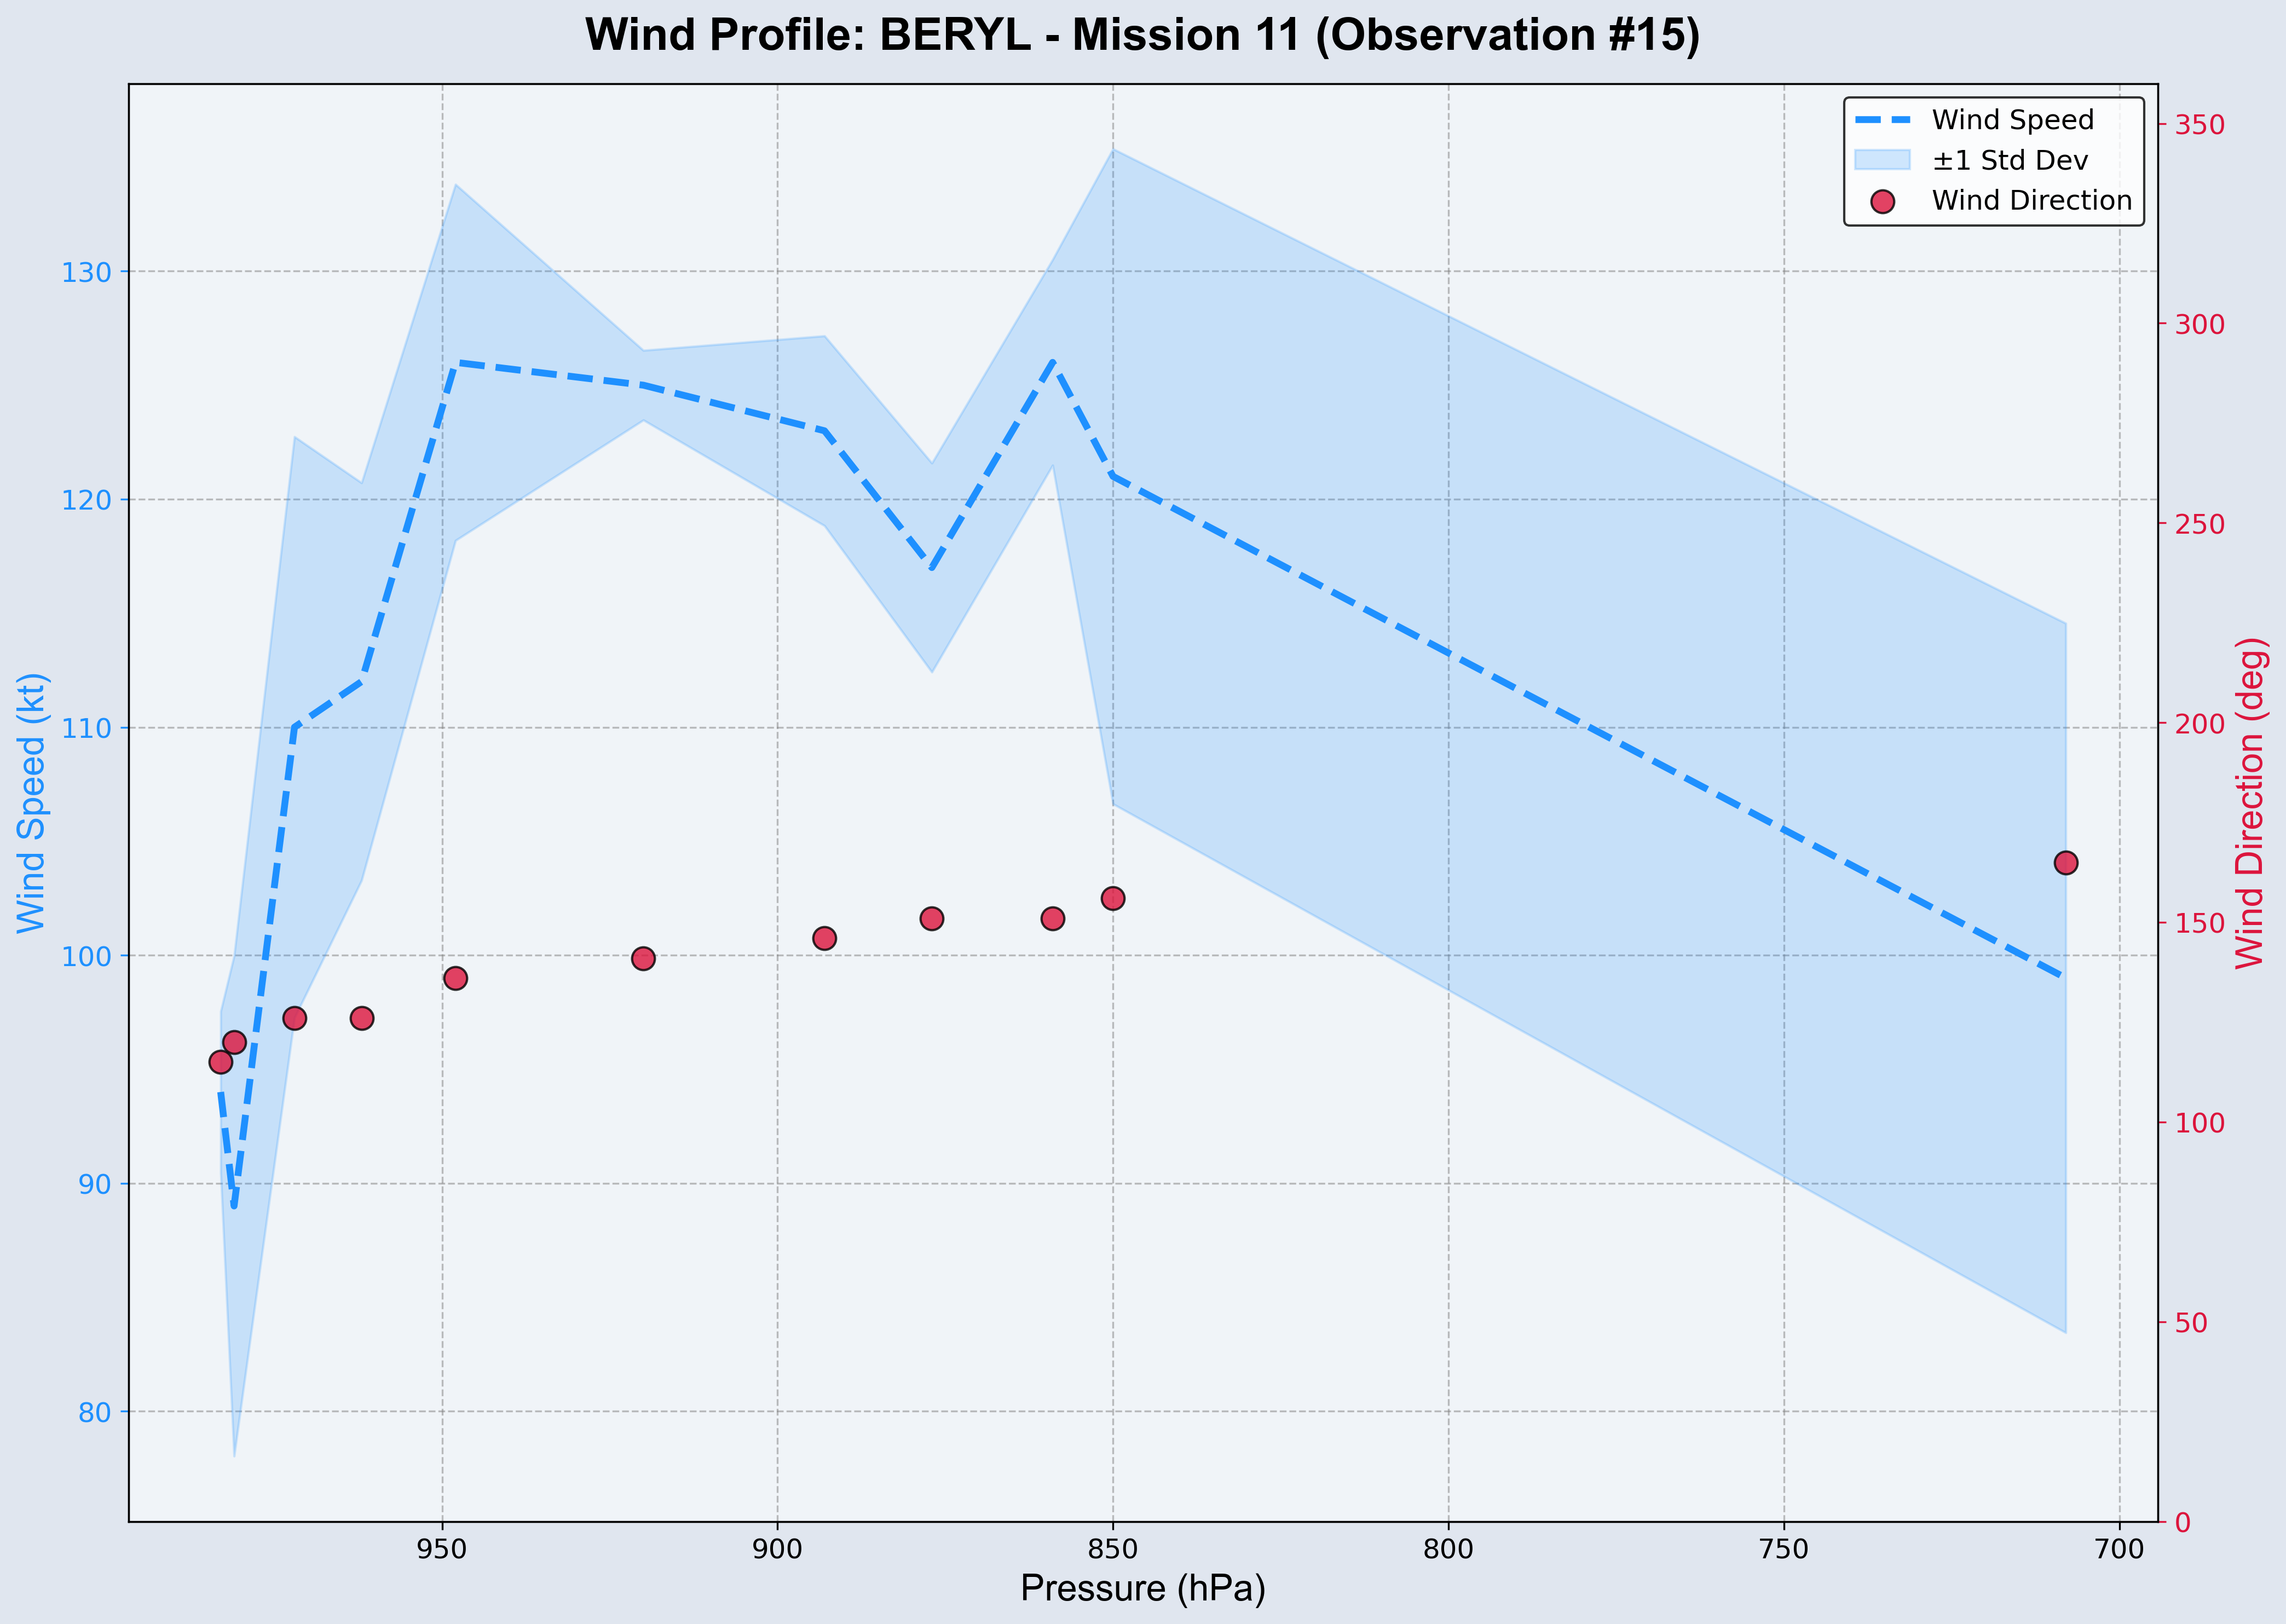 Wind Profile: BERYL - Mission 11 (Observation #15)
Wind Speed
±1 Std Dev
Wind Direction
Wind Speed (kt)
130
120
110
100
90
80
350
300
250
200
150
100
50
0
Wind Direction (deg)
950
900
850
800
750
700
Pressure (hPa)